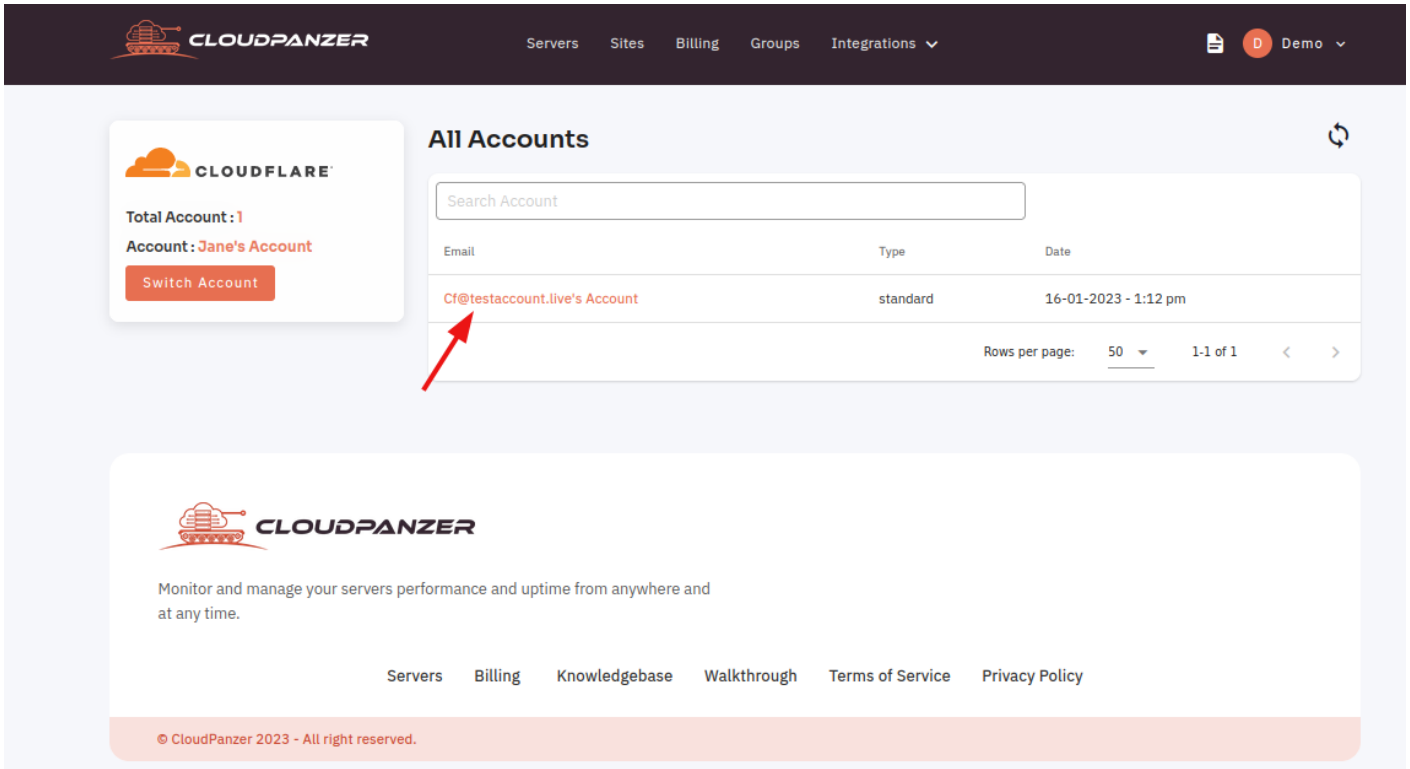 CLOUDPANZER
Servers Sites Billing Groups Integrations
D Demo
CLOUDFLARE
Total Account : 1
Account : Jane's Account
Switch Account
All Accounts
Search Account
Email Type Date
Cf@testaccount.live's Account standard 16-01-2023 - 1:12 pm
Rows per page: 50 1-1 of 1
CLOUDPANZER
Monitor and manage your servers performance and uptime from anywhere and
at any time.
Servers Billing Knowledgebase Walkthrough Terms of Service Privacy Policy
© CloudPanzer 2023 - All right reserved.